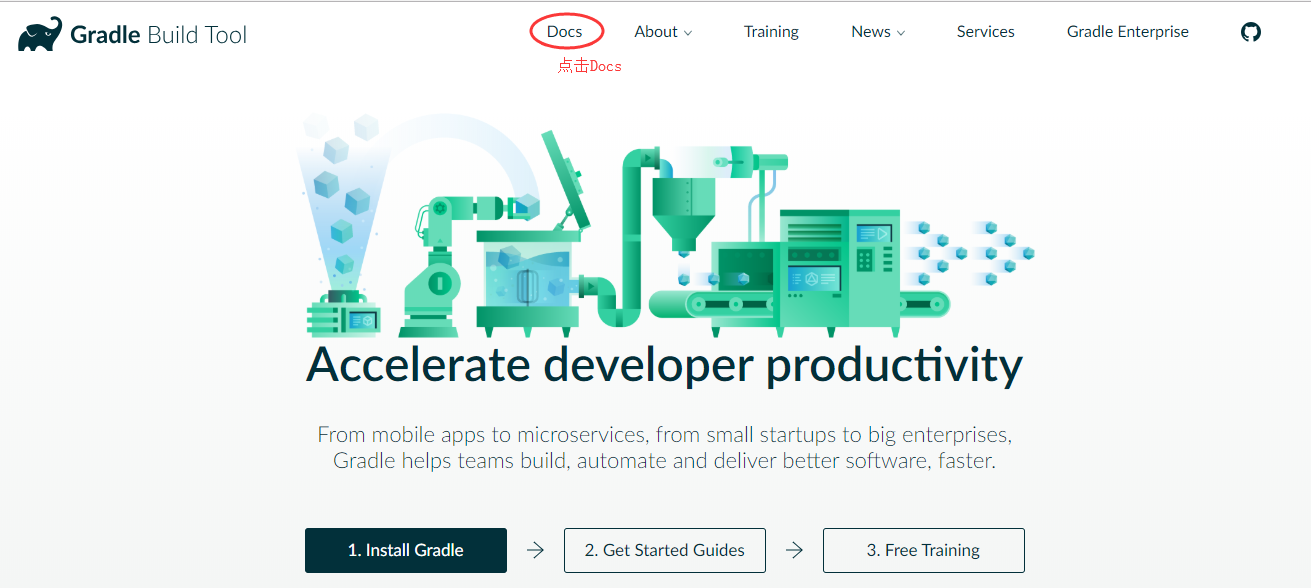 Gradle Build Tool
Docs
About
Training
News
Services
Gradle Enterprise
点击Docs
Accelerate developer productivity
From mobile apps to microservices, from small startups to big enterprises,
Gradle helps teams build, automate and deliver better software, faster.
1. Install Gradle
2. Get Started Guides
3. Free Training